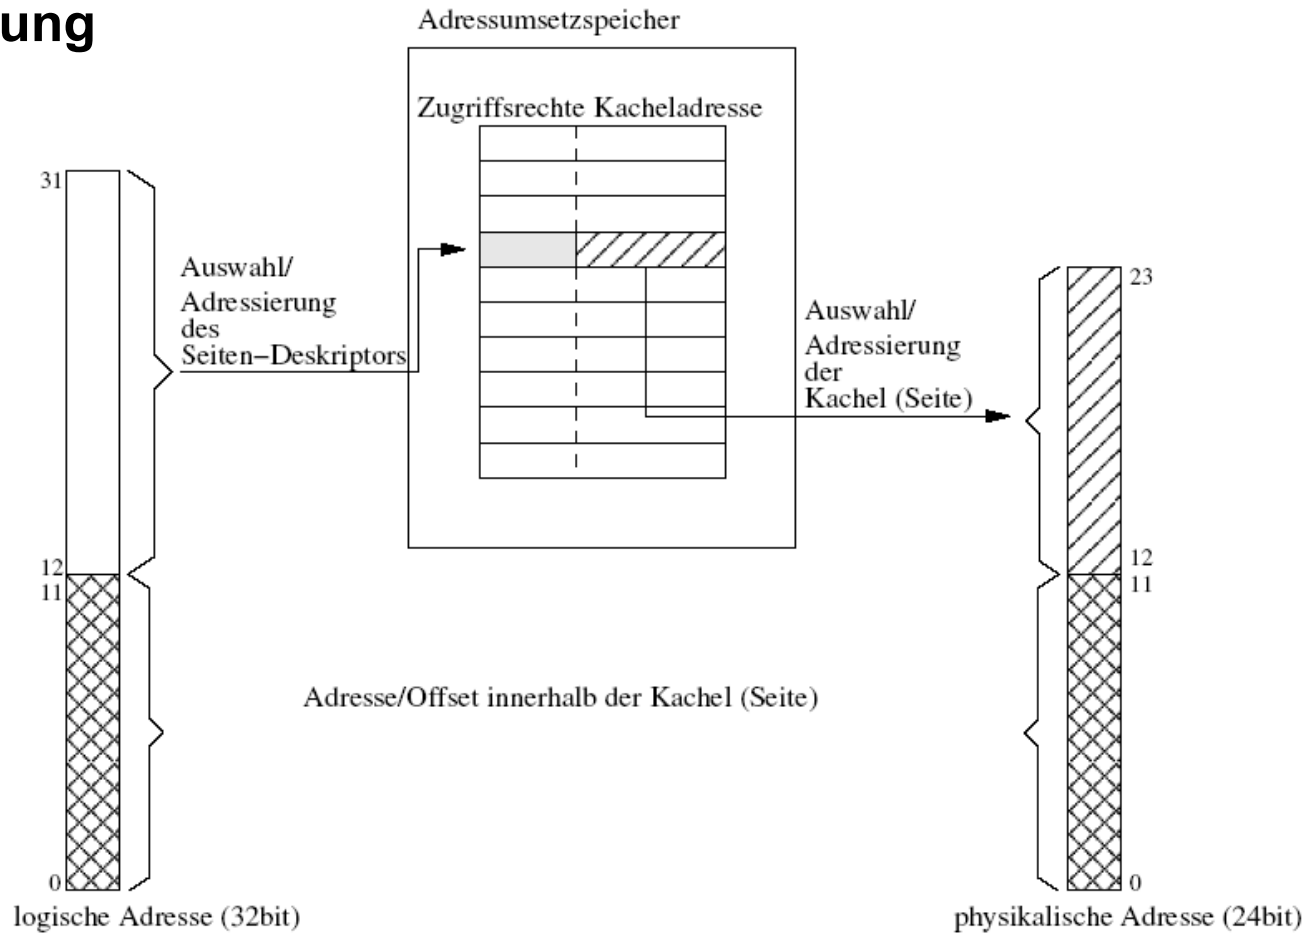 ung
Adressumsetzspeicher
Zugriffsrechte Kacheladresse
31
Auswahl/
Adressierung
des
Seiten–Deskriptors
23
Auswahl/
Adressierung
der
Kachel (Seite)
12
11
12
11
Adresse/Offset innerhalb der Kachel (Seite)
0
0
logische Adresse (32bit)
physikalische Adresse (24bit)